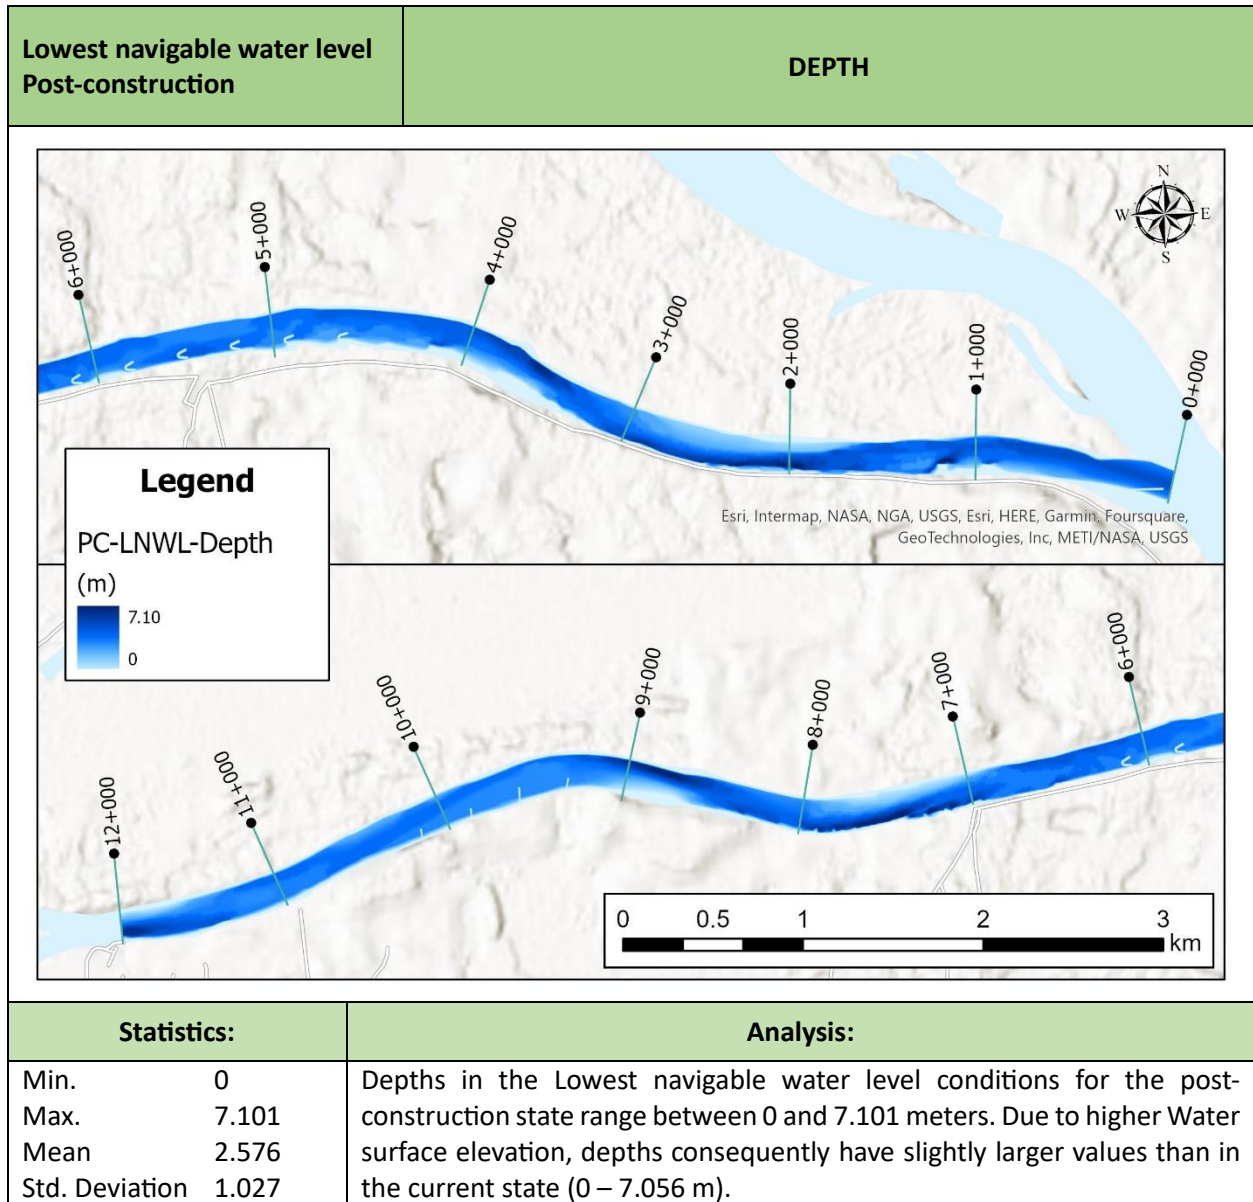 Lowest navigable water level
Post-construction
DEPTH
N
W E
S
6+000
5+000
4+000
3+000
2+000
1+000
0+000
Esri, Intermap, NASA, NGA, USGS, Esri, HERE, Garmin, Foursquare,
GeoTechnologies, Inc, METI/NASA, USGS
Legend
PC-LNWL-Depth
(m)
7.10
0
12+000
11+000
10+000
9+000
8+000
7+000
6+000
0 0.5 1 2 3
km
Statistics:
Analysis:
Min. 0
Max. 7.101
Mean 2.576
Std. Deviation 1.027
Depths in the Lowest navigable water level conditions for the post-
construction state range between 0 and 7.101 meters. Due to higher Water
surface elevation, depths consequently have slightly larger values than in
the current state (0 – 7.056 m).